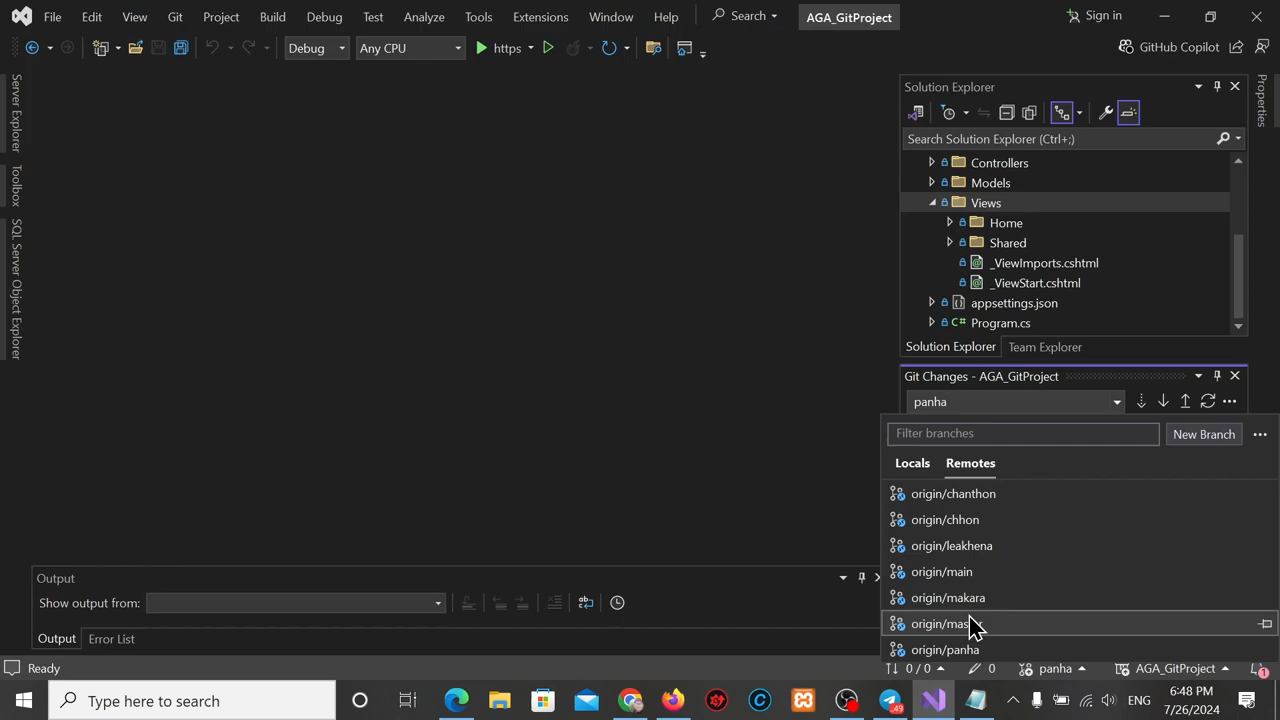 File Edit View Git Project Build Debug Test Analyze Tools Extensions Window Help Search AGA_GitProject Sign in
Debug Any CPU https GitHub Copilot
Server Explorer
Toolbox
SQL Server Object Explorer
Solution Explorer
Search Solution Explorer (Ctrl+;)
Controllers
Models
Views
Home
Shared
_ViewImports.cshtml
_ViewStart.cshtml
appsettings.json
C# Program.cs
Solution Explorer Team Explorer
Properties
Git Changes - AGA_GitProject
panha
Filter branches New Branch
Locals Remotes
origin/chanthon
origin/chhon
origin/leakhena
origin/main
origin/makara
origin/panha
Output
Show output from:
Output Error List
Ready 0 / 0 0 panha AGA_GitProject 1
Type here to search 49 ENG 6:48 PM
7/26/2024